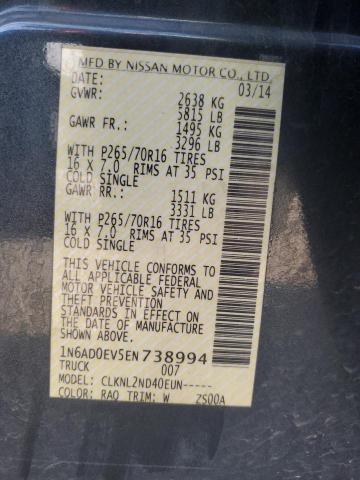 MFD BY NISSAN MOTOR CO., LTD.
DATE: 03/14
GVWR: 2638 KG
5815 LB
GAWR FR.: 1495 KG
3296 LB
WITH P265/70R16 TIRES
16 X 7.0 RIMS AT 35 PSI
COLD SINGLE
GAWR RR.: 1511 KG
3331 LB
WITH P265/70R16 TIRES
16 X 7.0 RIMS AT 35 PSI
COLD SINGLE
THIS VEHICLE CONFORMS TO
ALL APPLICABLE FEDERAL
MOTOR VEHICLE SAFETY AND
THEFT PREVENTION
STANDARDS IN EFFECT ON
THE DATE OF MANUFACTURE
SHOWN ABOVE.
1N6AD0EV5EN738994
TRUCK 007
MODEL: CLKNL2ND40EUN-----
COLOR: RAQ TRIM: W 2S00A